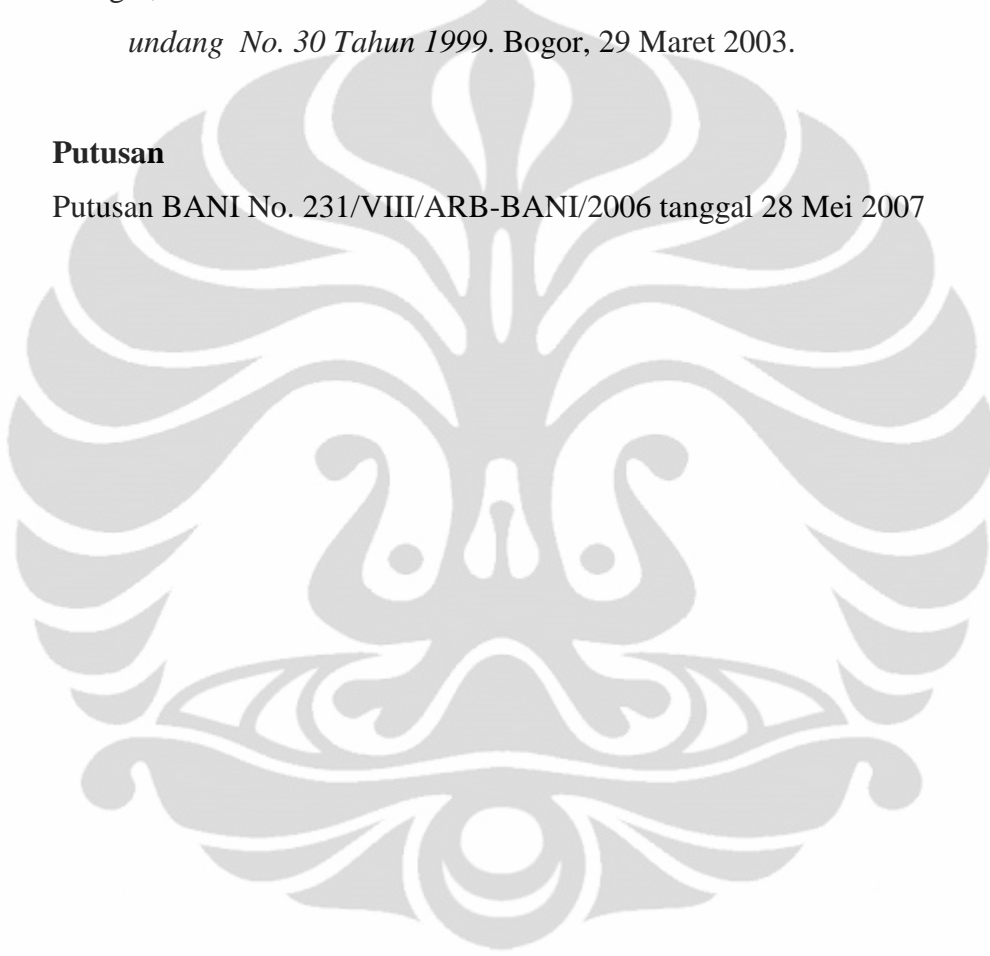 undang No. 30 Tahun 1999. Bogor, 29 Maret 2003.
Putusan
Putusan BANI No. 231/VIII/ARB-BANI/2006 tanggal 28 Mei 2007